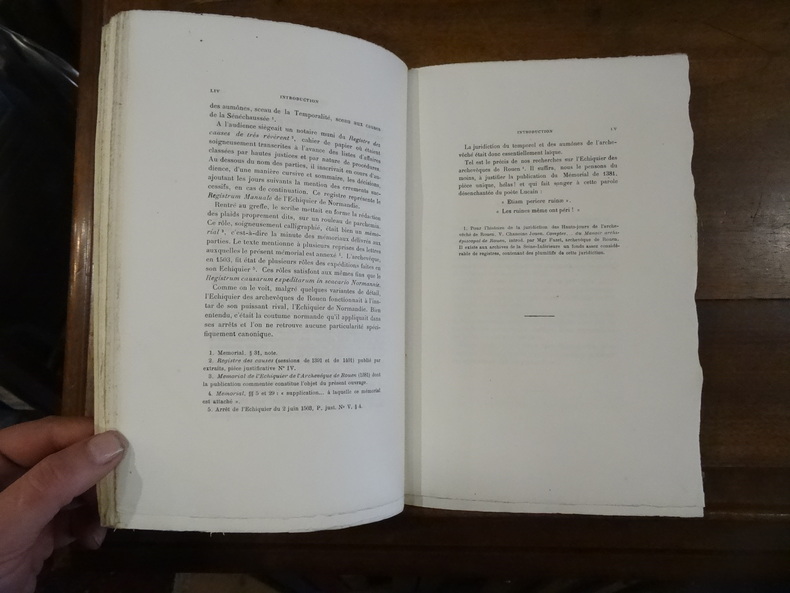 LIV
INTRODUCTION
des aumônes, sceau de la Temporalité, sceau aux causes
de la Sénéchaussée ¹.
A l'audience siégeait un notaire muni du Registre des
causes de très révérent ², cahier de papier où étaient
soigneusement transcrites à l'avance des listes d'affaires
classées par hautes justices et par nature de procédures.
Au dessous du nom des parties, il inscrivait en cours d'au-
dience, d'une manière cursive et sommaire, les décisions,
ajoutant les jours suivants la mention des errements suc-
cessifs, en cas de continuation. Ce registre représente le
Registrum Manuale de l'Echiquier de Normandie.
Rentré au greffe, le scribe mettait en forme la rédaction
des plaids proprement dits, sur un rouleau de parchemin.
Ce rôle, soigneusement calligraphié, était bien un mémo-
rial ³, c'est-à-dire la minute des mémoriaux délivrés aux
parties. Le texte mentionne à plusieurs reprises des lettres
auxquelles le présent mémorial est annexé ⁴. L'archevêque,
en 1503, fit état de plusieurs rôles des expéditions faites en
son Echiquier ⁵. Ces rôles satisfont aux mêmes fins que le
Registrum causarum expeditarum in scacario Normannie.
Comme on le voit, malgré quelques variantes de détail,
l'Echiquier des archevêques de Rouen fonctionnait à l'ins-
tar de son puissant rival, l'Echiquier de Normandie. Bien
entendu, c'était la coutume normande qu'il appliquait dans
ses arrêts et l'on ne retrouve aucune particularité spéci-
fiquement canonique.
1. Memorial. § 31, note.
2. Registre des causes (sessions de et de ) publié par
extraits, pièce justificative N° IV.
3. Memorial de l'Echiquier de l'Archevêque de Rouen (1381) dont
la publication commentée constitue l'objet du présent ouvrage.
4. Memorial, §§ 5 et 20 : « supplication... à laquelle ce mémorial
est attaché ».
5. Arrêt de l'Echiquier du 3 juin , P. just. N° V. § 4
INTRODUCTION
LV
La juridiction du temporel et des aumônes de l'arche-
vêché était donc essentiellement laïque.
Tel est le précis de nos recherches sur l'Echiquier des
archevêques de Rouen ¹. Il suffira, nous le pensons du
moins, à justifier la publication du Mémorial de 1381,
pièce unique, hélas! et qui fait songer à cette parole
désenchantée du poète Lucain :
« Etiam periere ruinæ ».
« Les ruines même ont péri ! »
1. Pour l'histoire de la juridiction des Hauts-jours de l'arche-
vêché de Rouen, V. du Manoir archi-
épiscopal de Rouen, introd. par Mgr Fuzet, archevêque de Rouen.
Il existe aux archives de la Seine-Inférieure un fonds assez considé-
rable de registres, contenant des plumitifs de cette juridiction.